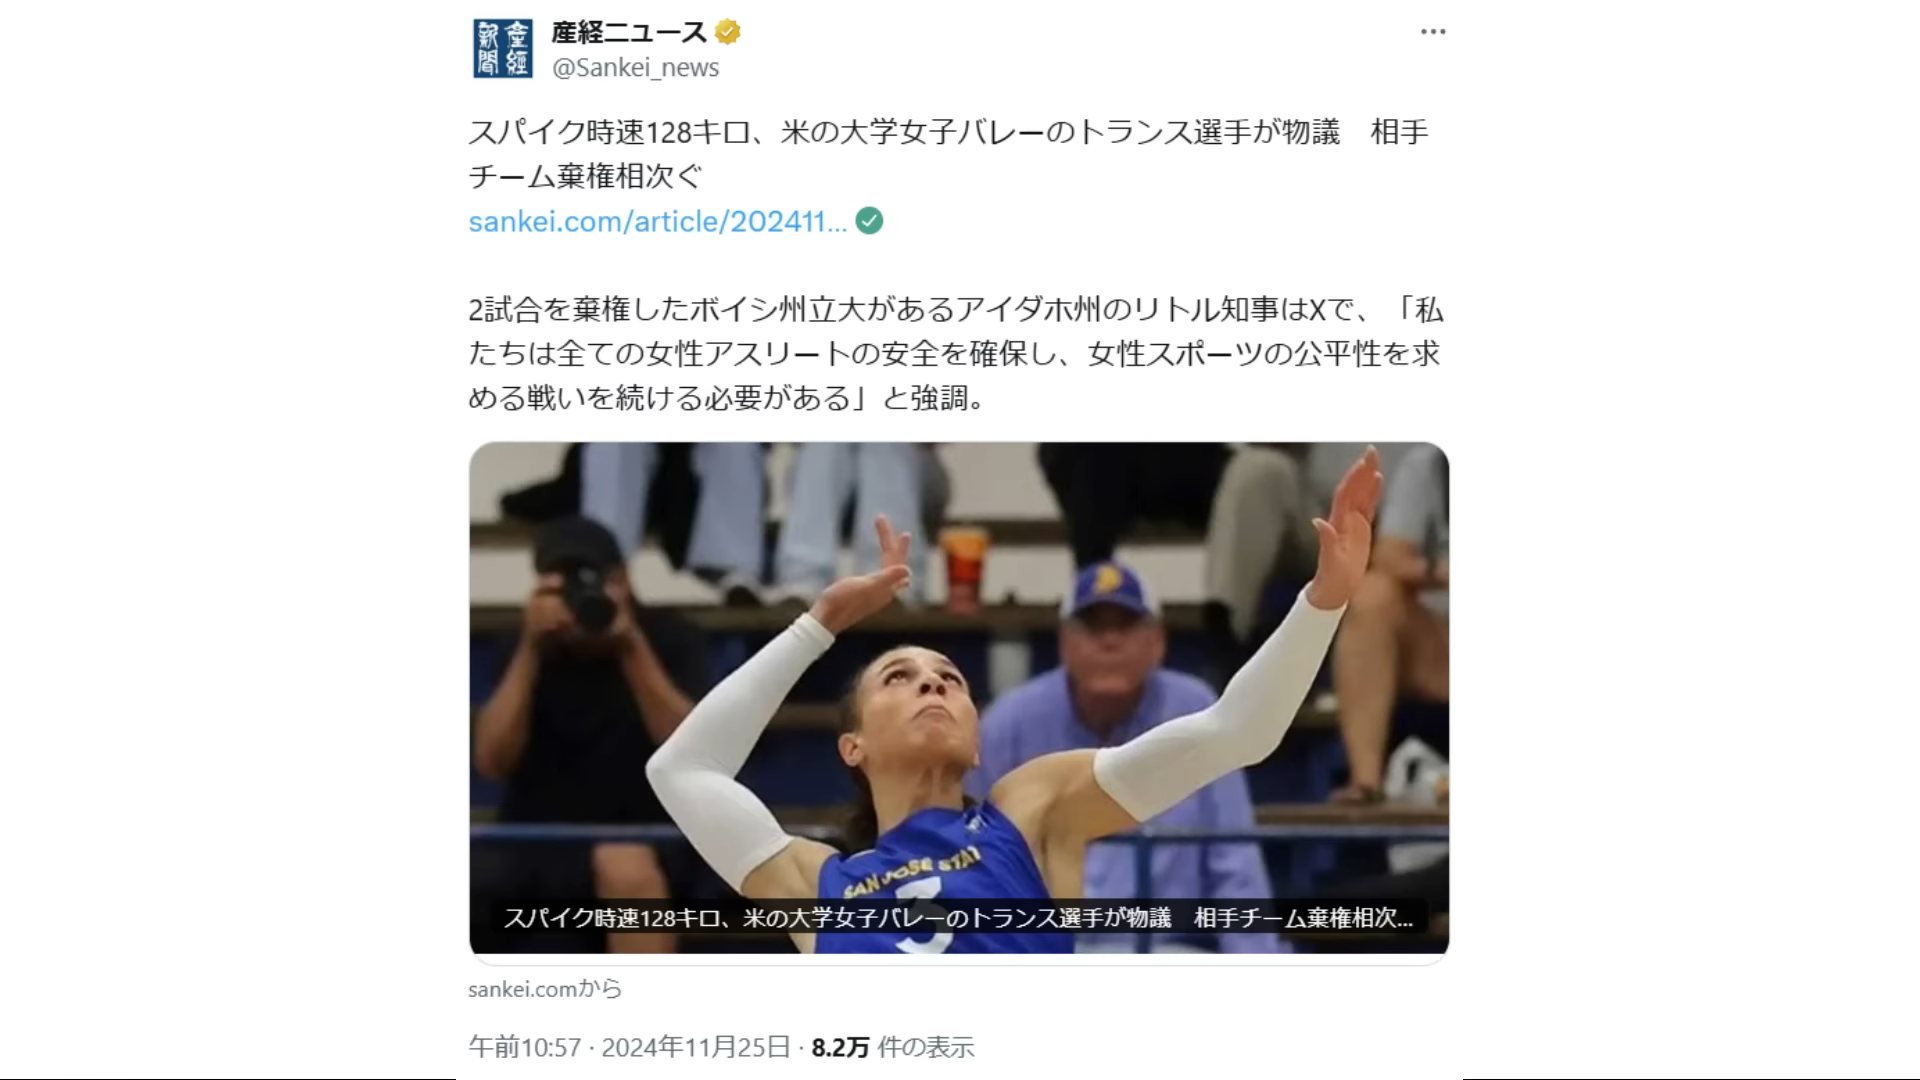 産經新聞
産経ニュース
@Sankei_news
スパイク時速128キロ、米の大学女子バレーのトランス選手が物議　相手
チーム棄権相次ぐ
sankei.com/article/202411...
2試合を棄権したボイシ州立大があるアイダホ州のリトル知事はXで、「私
たちは全ての女性アスリートの安全を確保し、女性スポーツの公平性を求
める戦いを続ける必要がある」と強調。
SAN JOSE STAT
3
スパイク時速128キロ、米の大学女子バレーのトランス選手が物議　相手チーム棄権相次...
sankei.comから
午前10:57 · 2024年11月25日 · 8.2万 件の表示